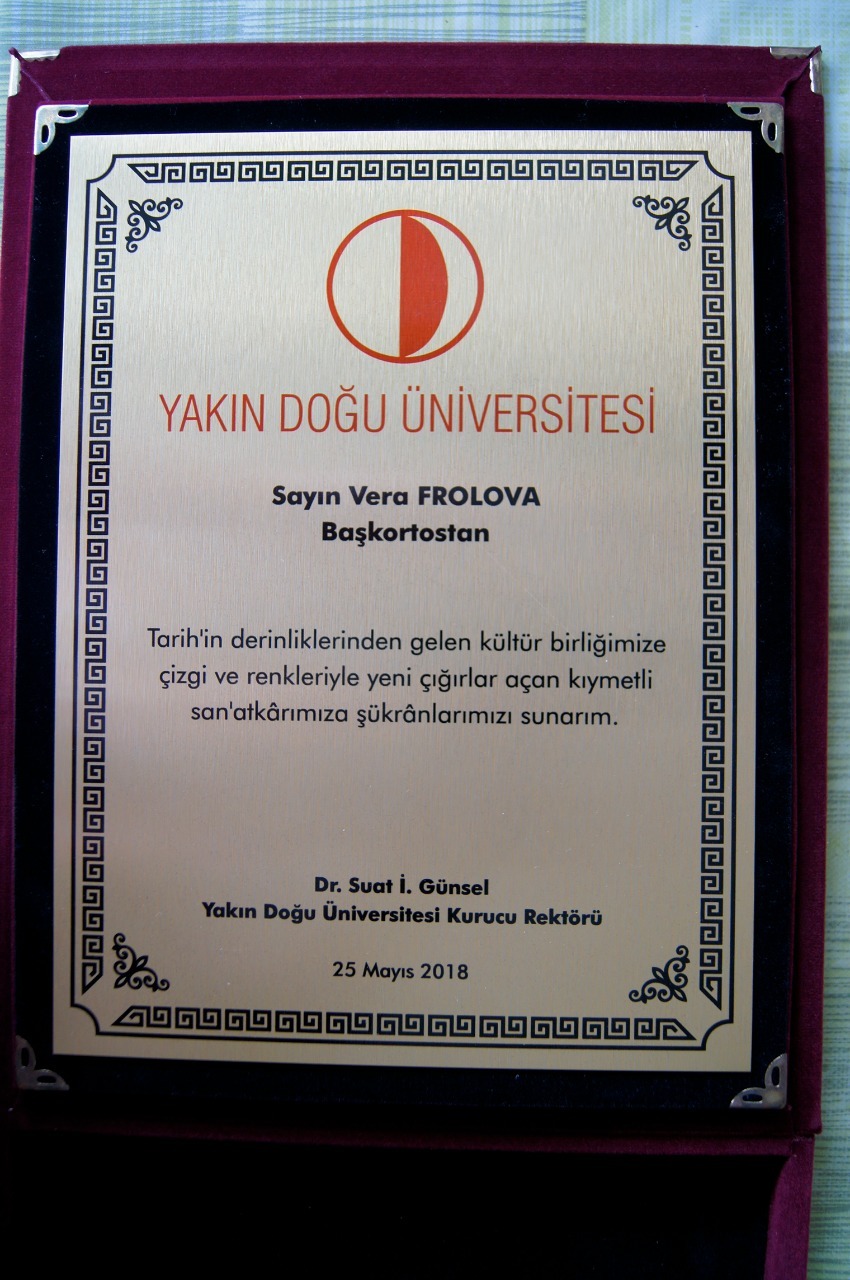 YAKIN DOĞU ÜNİVERSİTESİ
Sayın Vera FROLOVA
Başkortostan
Tarih'in derinliklerinden gelen kültür birliğimize
çizgi ve renkleriyle yeni çığırlar açan kıymetli
san'atkârımıza şükrânlarımızı sunarım.
Dr. Suat İ. Günsel
Yakın Doğu Üniversitesi Kurucu Rektörü
25 Mayıs 2018